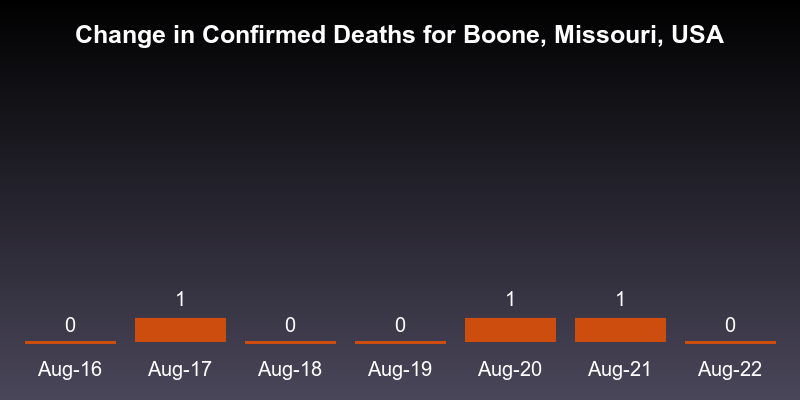 Change in Confirmed Deaths for Boone, Missouri, USA
0 1 0 0 1 1 0
Aug-16 Aug-17 Aug-18 Aug-19 Aug-20 Aug-21 Aug-22